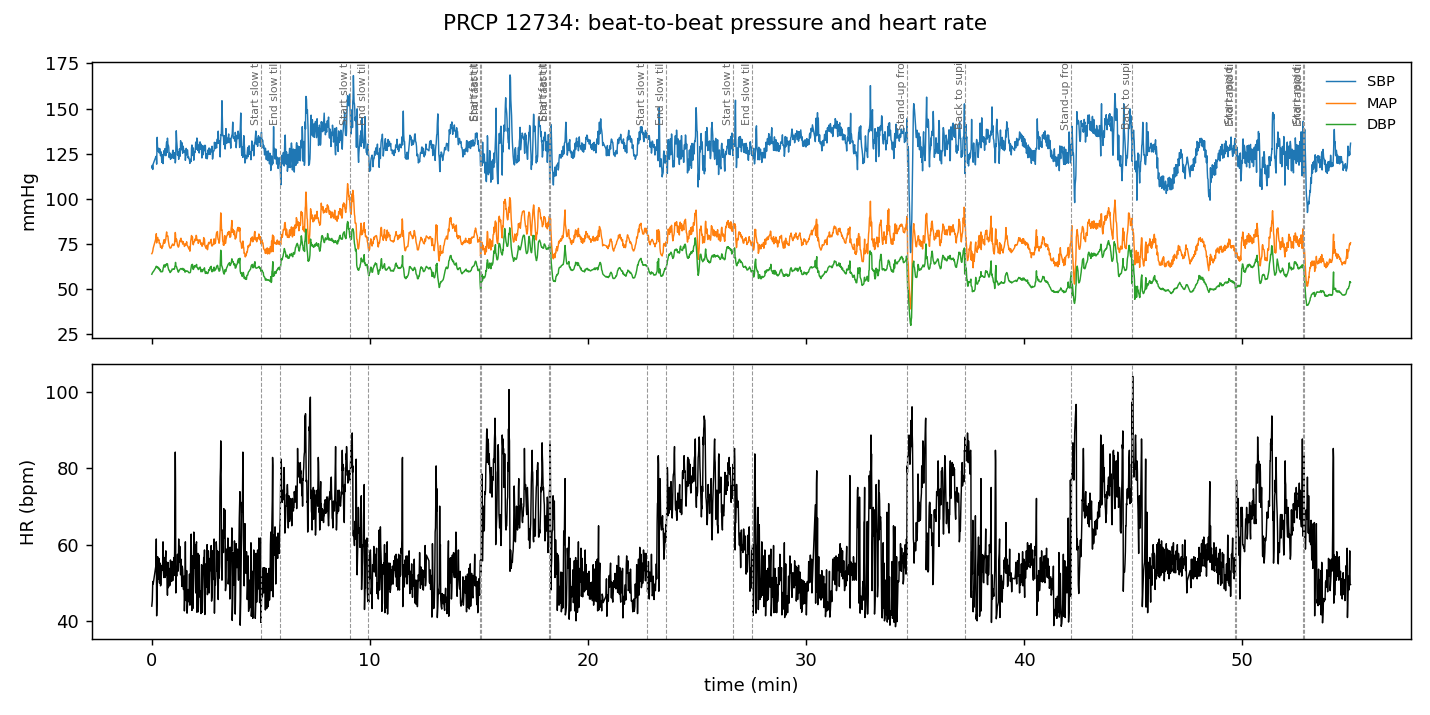 PRCP 12734: beat-to-beat pressure and heart rate
175
150
125
100
75
50
25
mmHg
Start slow t
End slow til
Start slow t
End slow til
Start slow t
End slow til
Start slow t
End slow til
Stand-up fro
Back to supi
Stand-up fro
Back to supi
SBP
MAP
DBP
100
80
60
40
HR (bpm)
0
10
20
30
40
50
time (min)